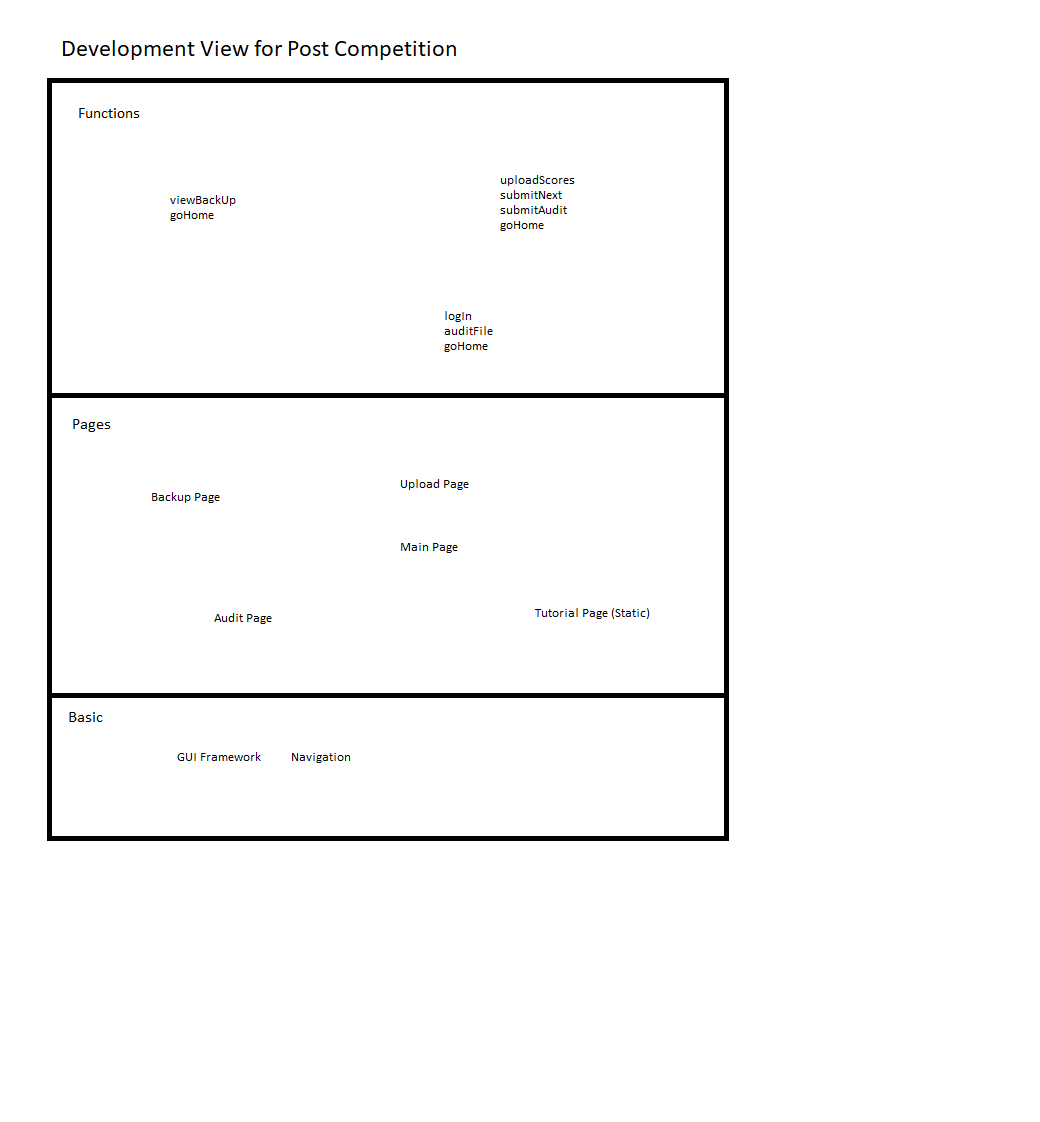 Development View for Post Competition
Functions
viewBackUp
goHome
uploadScores
submitNext
submitAudit
goHome
logIn
auditFile
goHome
Pages
Backup Page
Upload Page
Main Page
Audit Page
Tutorial Page (Static)
Basic
GUI Framework
Navigation